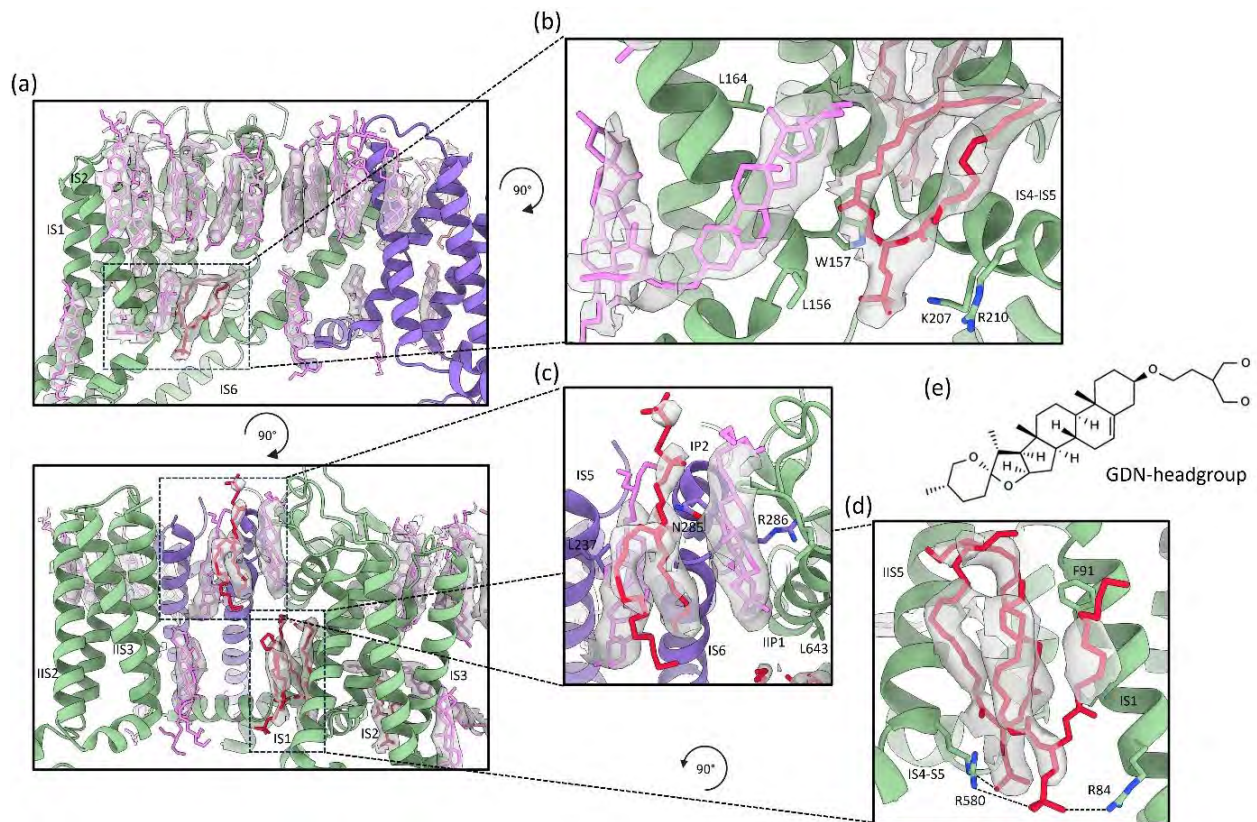 (a)
IS2
IS1
IS6
90°
(b)
L164
IS4-IS5
W157
L156
K207
R210
90°
IIS2
IIS3
IS1
IS2
IS3
(c)
IP2
IS5
N285
R286
L237
IS6
IIP1
L643
90°
(e)
O
O
O
H
H
H
H
O
O
GDN-headgroup
(d)
IIS5
F91
IS1
IS4-S5
R580
R84